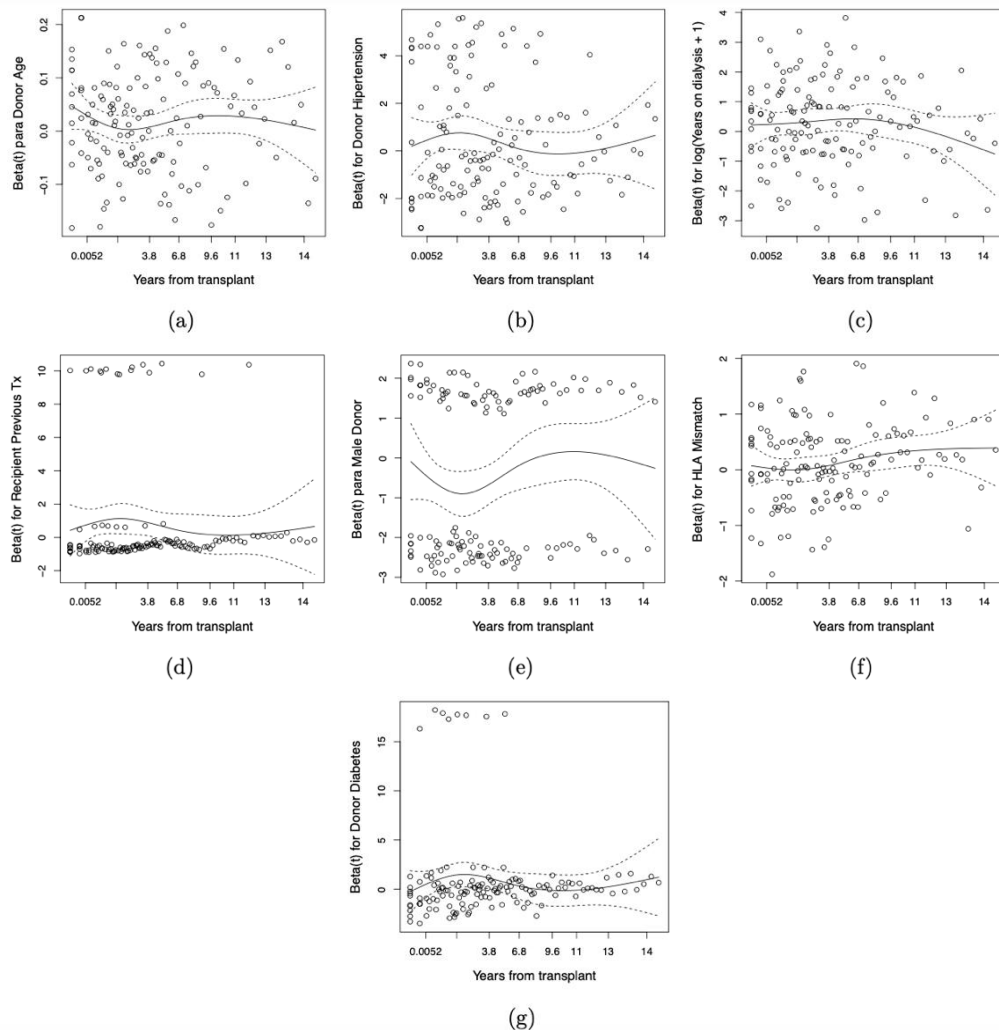 Beta(t) para Donor Age
0.2
0.1
0.0
-0.1
0.0052 3.8 6.8 9.6 11 13 14
Years from transplant
(a)
Beta(t) for Donor Hipertension
4
2
0
-2
0.0052 3.8 6.8 9.6 11 13 14
Years from transplant
(b)
Beta(t) for log(Years on dialysis + 1)
4
3
2
1
0
-1
-2
-3
0.0052 3.8 6.8 9.6 11 13 14
Years from transplant
(c)
Beta(t) for Recipient Previous Tx
10
8
6
4
2
0
-2
0.0052 3.8 6.8 9.6 11 13 14
Years from transplant
(d)
Beta(t) para Male Donor
2
1
0
-1
-2
-3
0.0052 3.8 6.8 9.6 11 13 14
Years from transplant
(e)
Beta(t) for HLA Mismatch
2
1
0
-1
-2
0.0052 3.8 6.8 9.6 11 13 14
Years from transplant
(f)
Beta(t) for Donor Diabetes
15
10
5
0
0.0052 3.8 6.8 9.6 11 13 14
Years from transplant
(g)